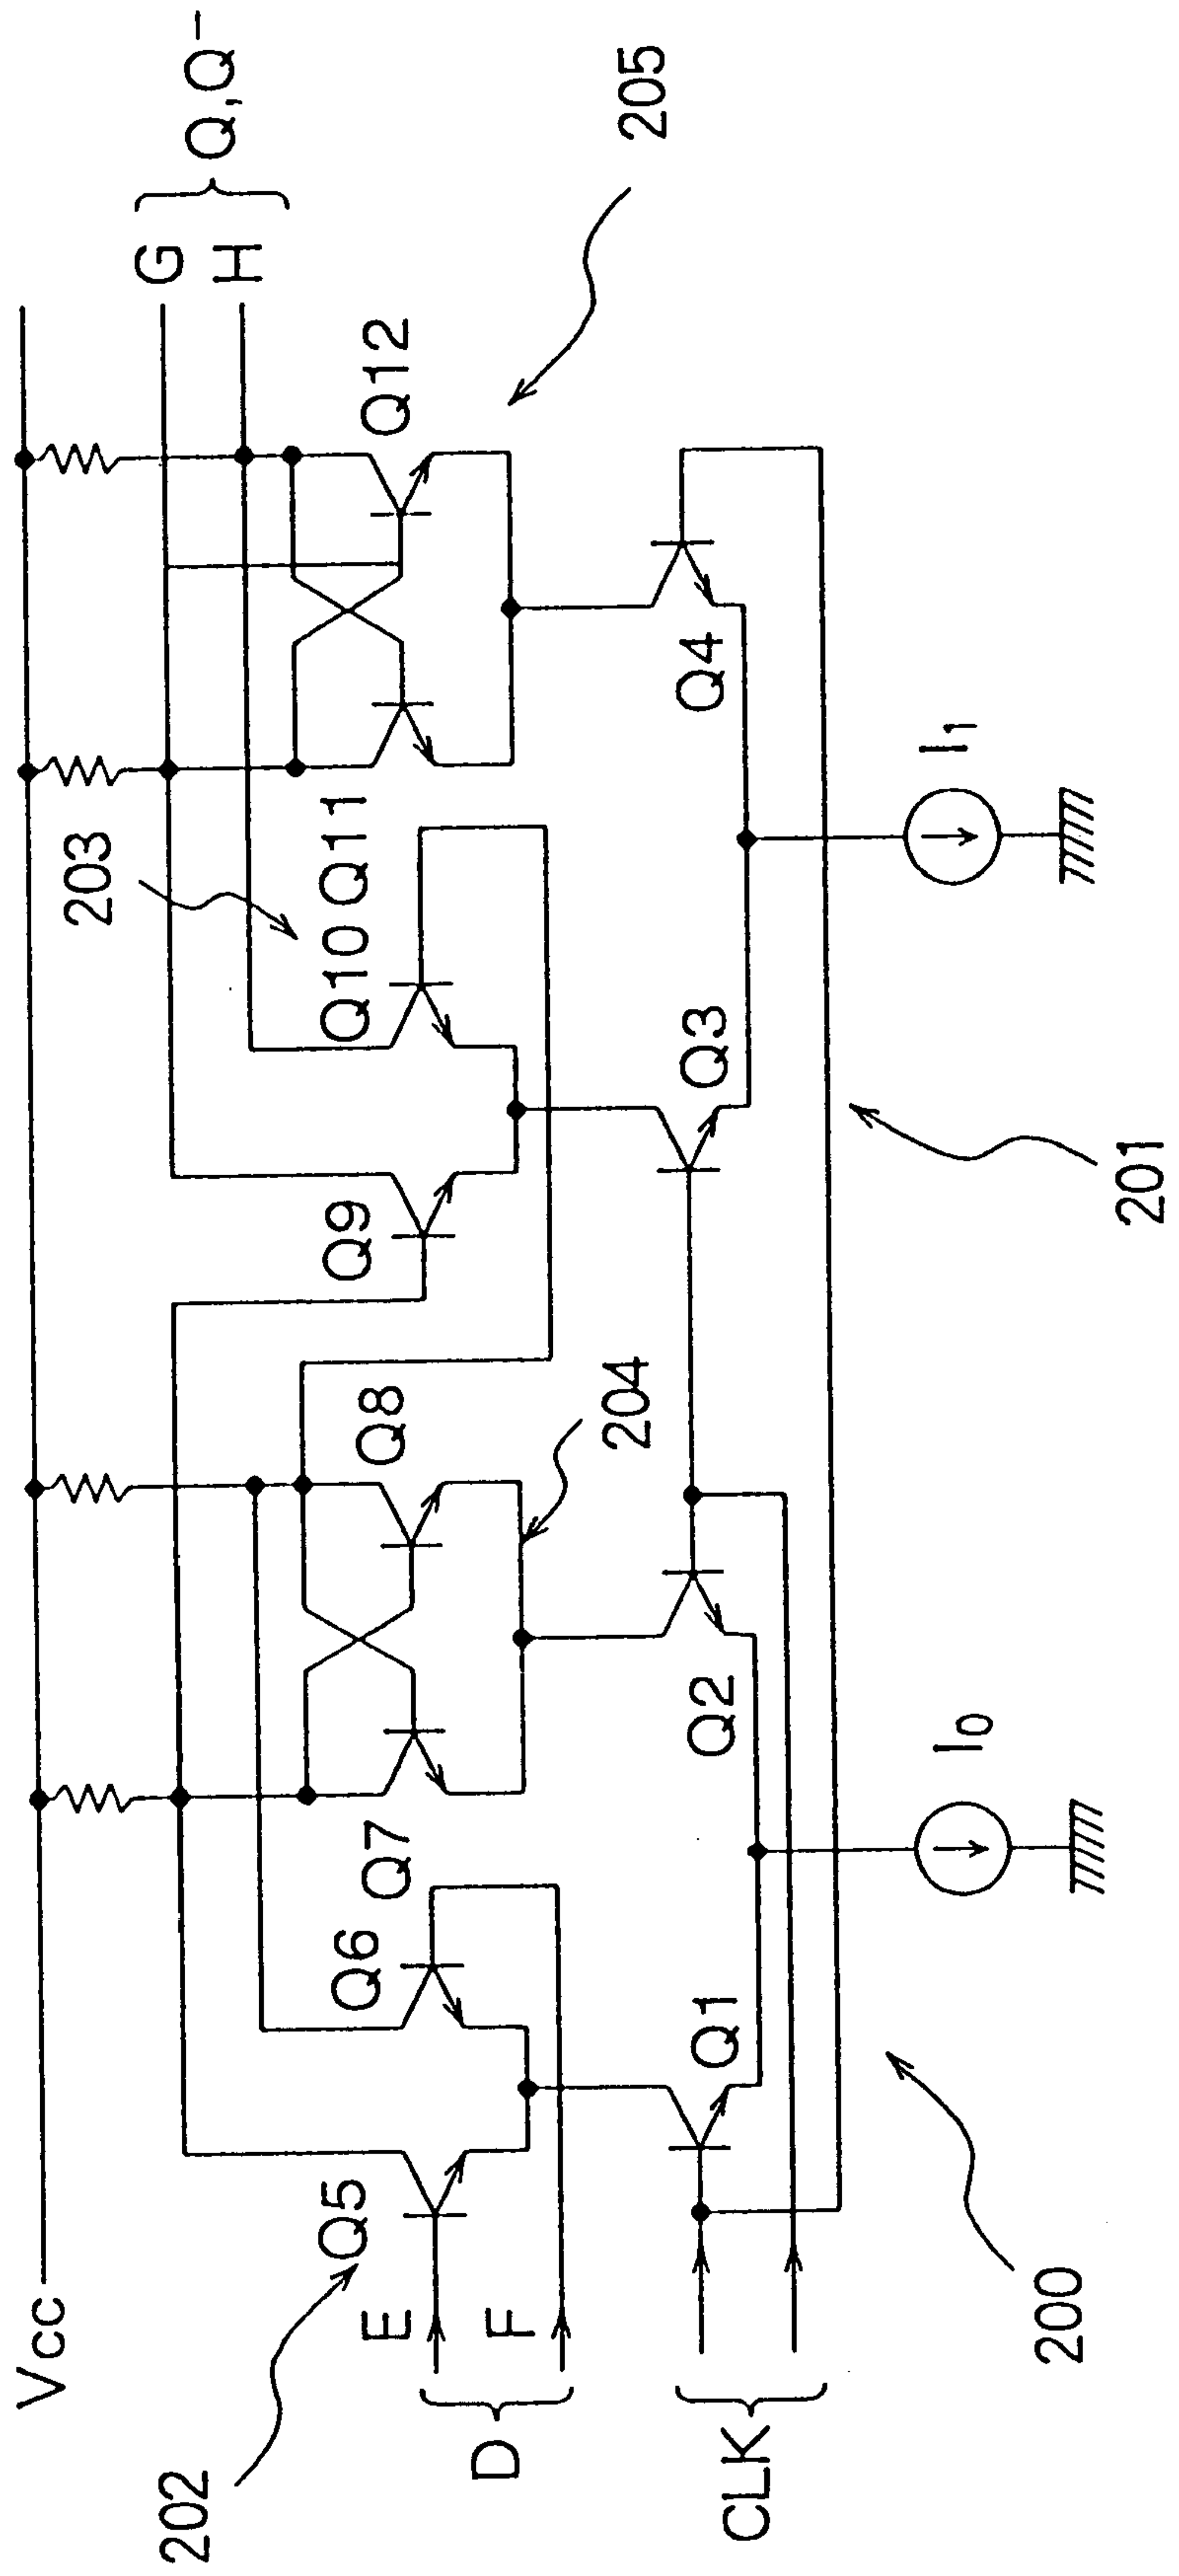 Vcc
G
H
Q, Q⁻
203
205
Q5
Q6
Q7
Q8
Q9
Q10
Q11
Q12
202
204
E
F
D
Q1
Q2
Q3
Q4
CLK
I₀
I₁
200
201